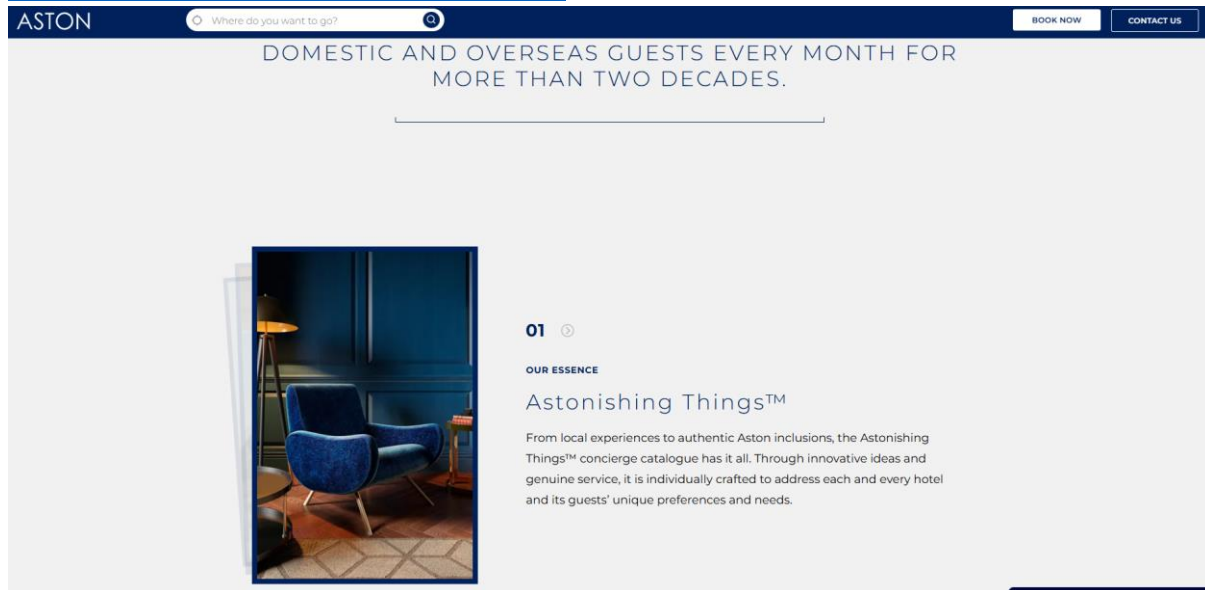 ASTON
Where do you want to go?
BOOK NOW
CONTACT US
DOMESTIC AND OVERSEAS GUESTS EVERY MONTH FOR
MORE THAN TWO DECADES.
01
OUR ESSENCE
Astonishing Things™
From local experiences to authentic Aston inclusions, the Astonishing
Things™ concierge catalogue has it all. Through innovative ideas and
genuine service, it is individually crafted to address each and every hotel
and its guests’ unique preferences and needs.